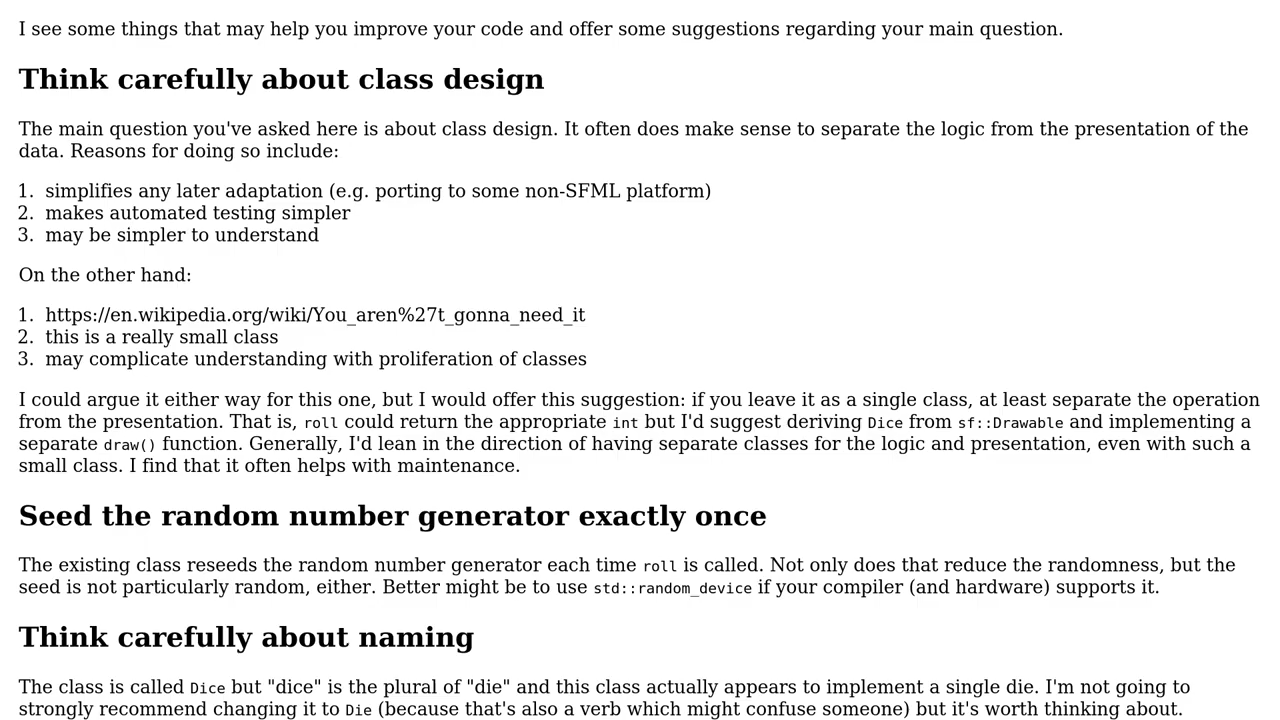 I see some things that may help you improve your code and offer some suggestions regarding your main question.
Think carefully about class design
The main question you've asked here is about class design. It often does make sense to separate the logic from the presentation of the
data. Reasons for doing so include:
1. simplifies any later adaptation (e.g. porting to some non-SFML platform)
2. makes automated testing simpler
3. may be simpler to understand
On the other hand:
1. https://en.wikipedia.org/wiki/You_aren%27t_gonna_need_it
2. this is a really small class
3. may complicate understanding with proliferation of classes
I could argue it either way for this one, but I would offer this suggestion: if you leave it as a single class, at least separate the operation
from the presentation. That is, roll could return the appropriate int but I'd suggest deriving Dice from sf::Drawable and implementing a
separate draw() function. Generally, I'd lean in the direction of having separate classes for the logic and presentation, even with such a
small class. I find that it often helps with maintenance.
Seed the random number generator exactly once
The existing class reseeds the random number generator each time roll is called. Not only does that reduce the randomness, but the
seed is not particularly random, either. Better might be to use std::random_device if your compiler (and hardware) supports it.
Think carefully about naming
The class is called Dice but "dice" is the plural of "die" and this class actually appears to implement a single die. I'm not going to
strongly recommend changing it to Die (because that's also a verb which might confuse someone) but it's worth thinking about.